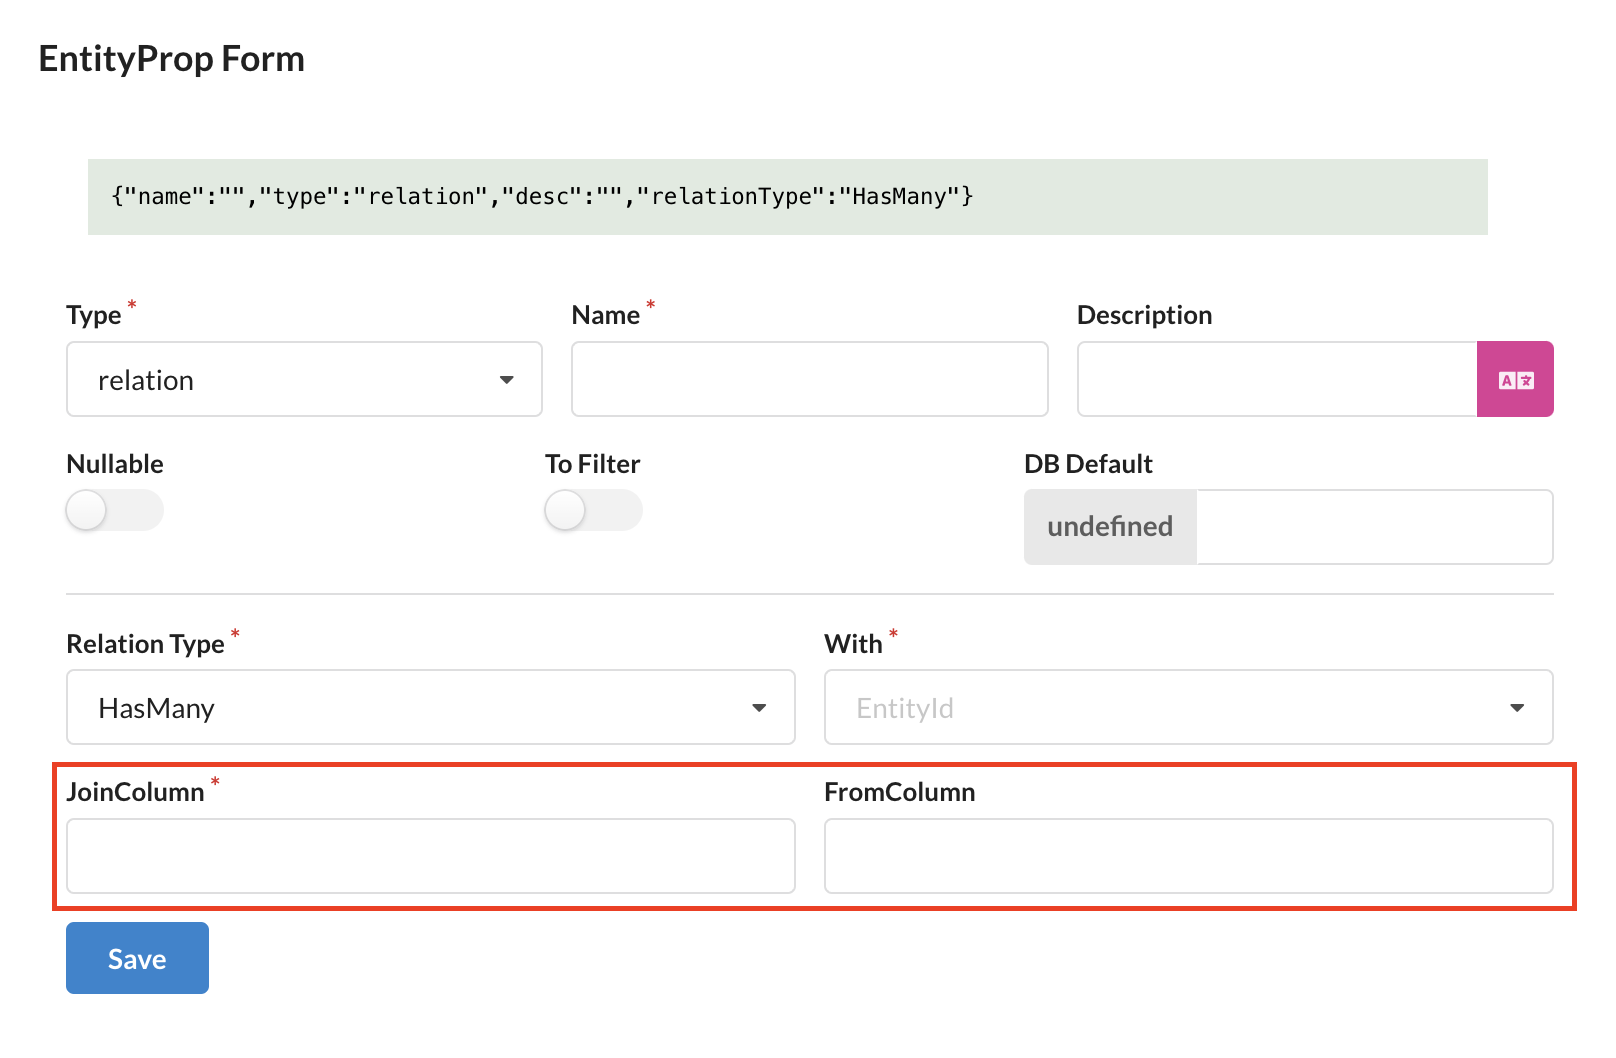 EntityProp Form
{"name":"","type":"relation","desc":"","relationType":"HasMany"}
Type * Name * Description
relation
A 文
Nullable To Filter DB Default
undefined
Relation Type * With *
HasMany EntityId
JoinColumn * FromColumn
Save